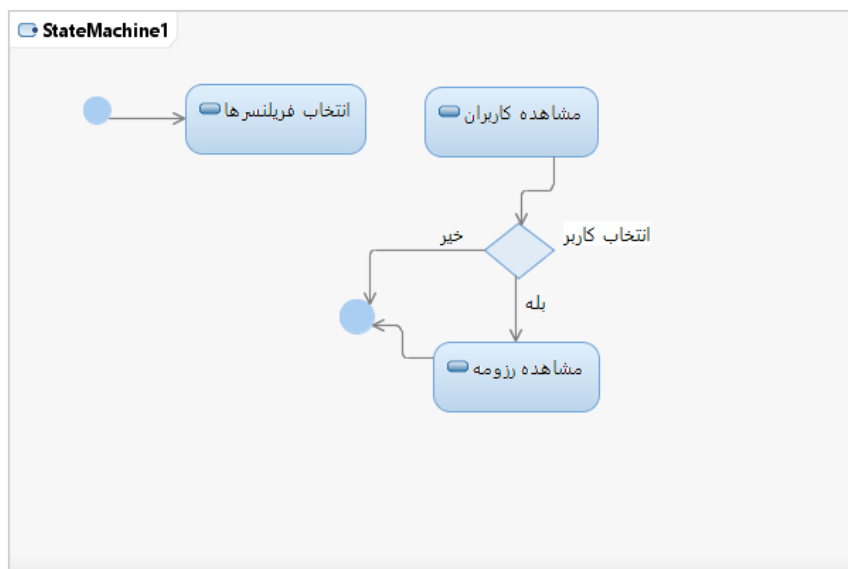 StateMachine1
انتخاب فریلنسرها
مشاهده کاربران
انتخاب کاربر
خیر
بله
مشاهده رزومه